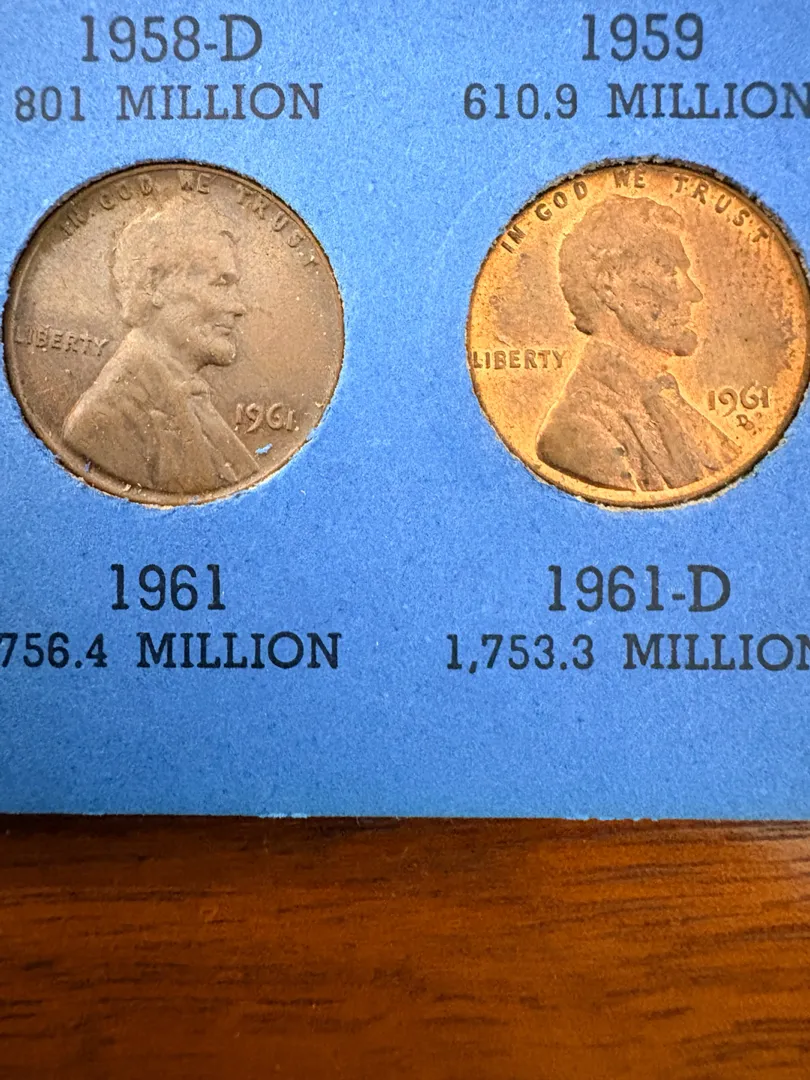 1958-D
801 MILLION
1959
610.9 MILLION
IN GOD WE TRUST
LIBERTY
1961
IN GOD WE TRUST
LIBERTY
1961
D
1961
756.4 MILLION
1961-D
1,753.3 MILLION